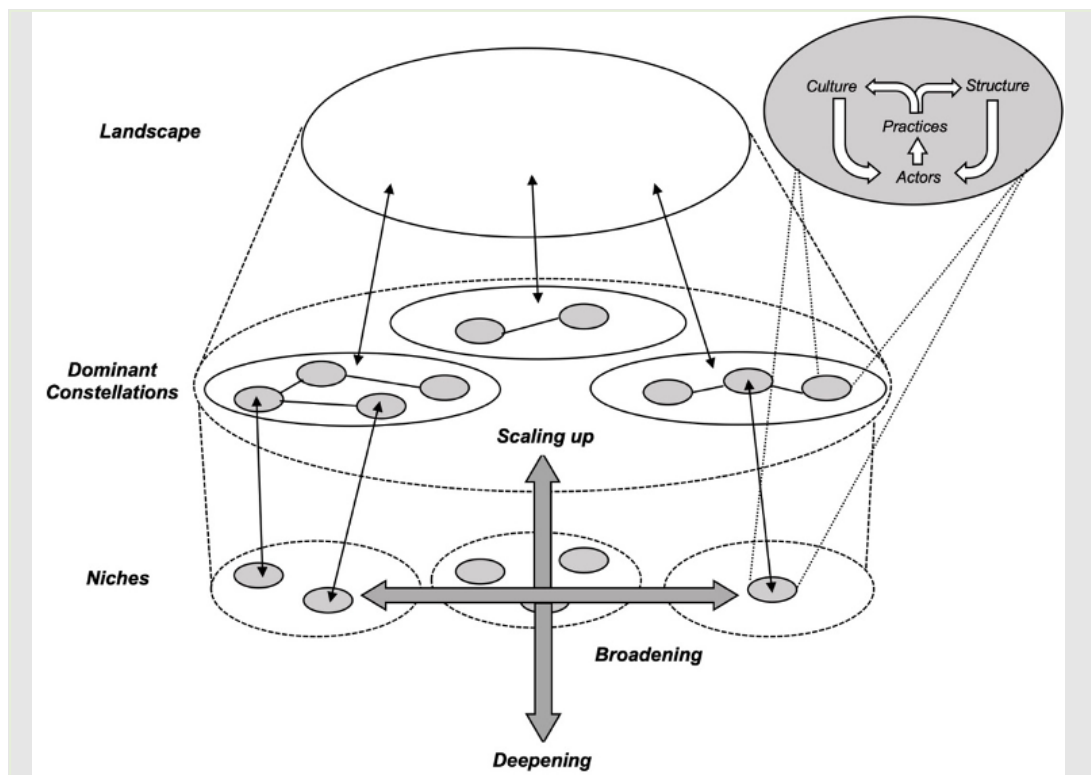 Culture
Structure
Practices
Actors
Landscape
Dominant
Constellations
Scaling up
Niches
Broadening
Deepening